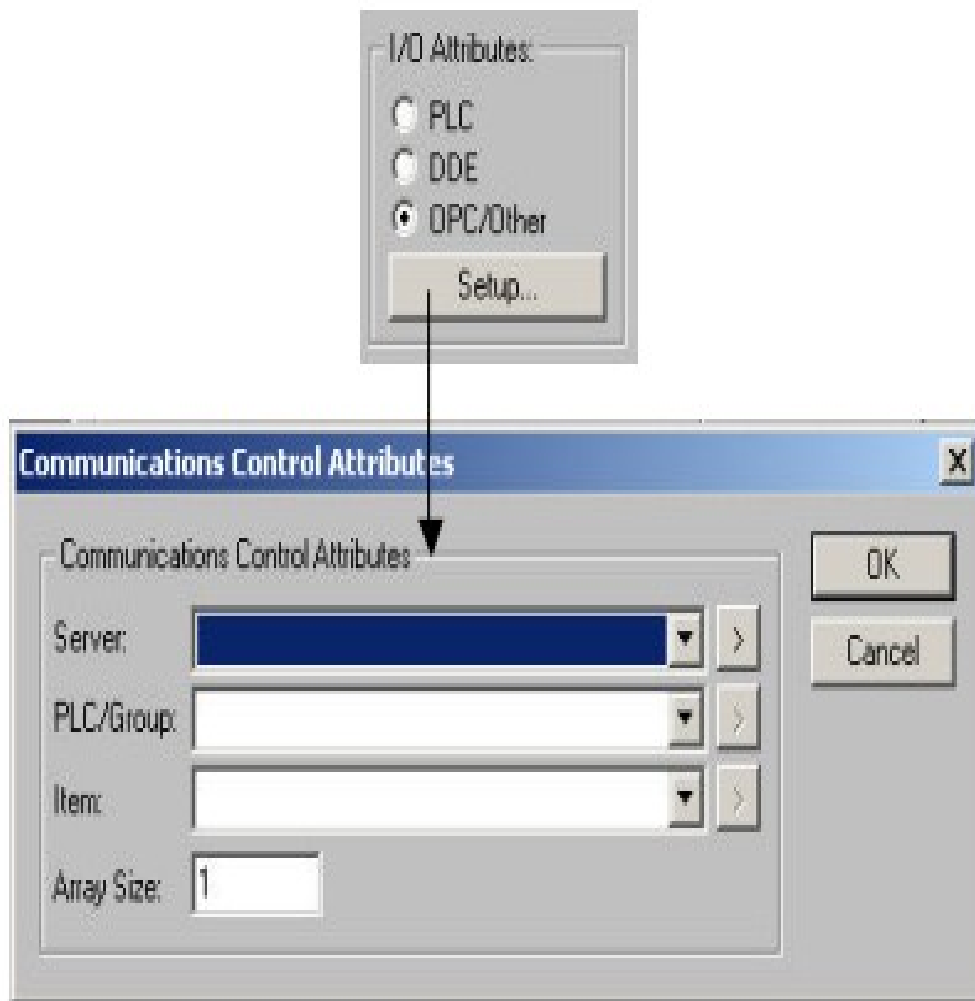 I/O Attributes:
PLC
DDE
OPC/Other
Setup...
Communications Control Attributes
X
Communications Control Attributes
OK
Server:
>
Cancel
PLC/Group:
>
Item:
>
Array Size:
1